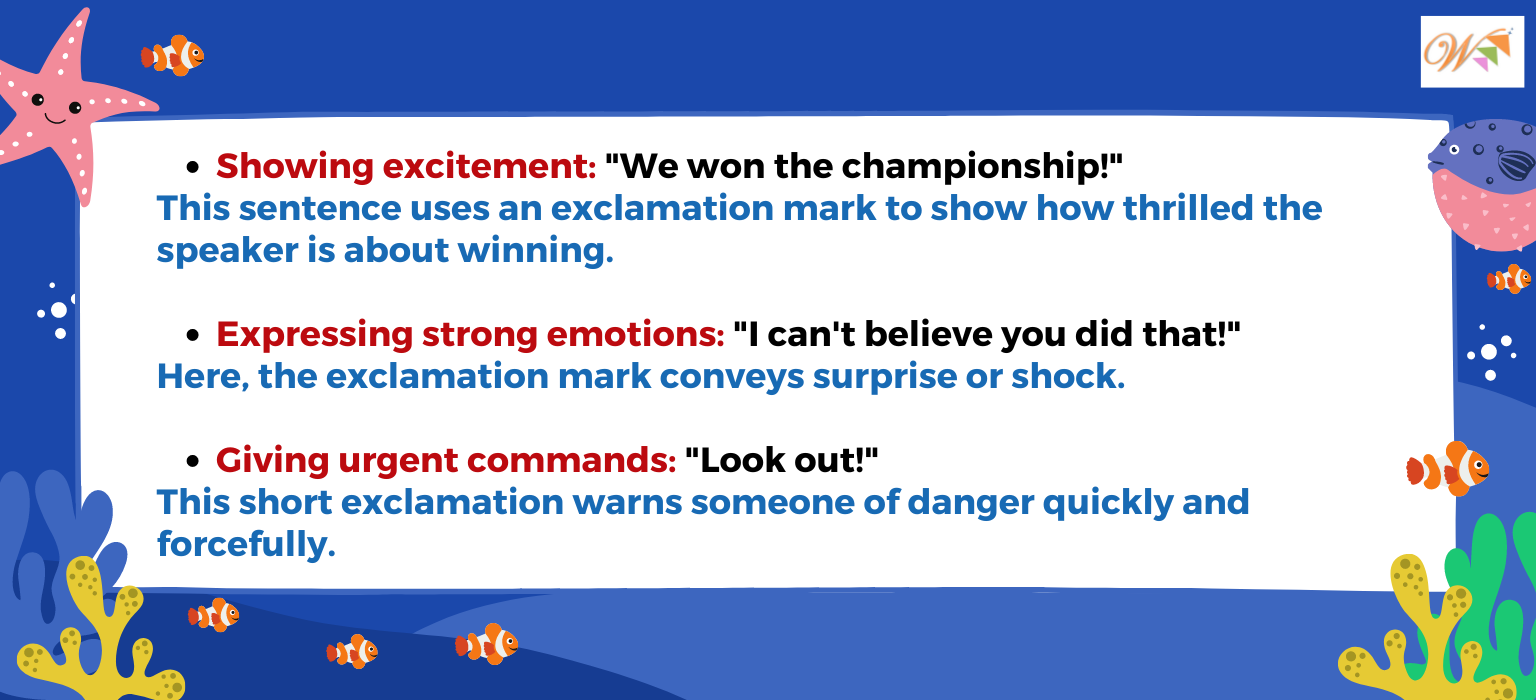 • Showing excitement: "We won the championship!"
This sentence uses an exclamation mark to show how thrilled the
speaker is about winning.
• Expressing strong emotions: "I can't believe you did that!"
Here, the exclamation mark conveys surprise or shock.
• Giving urgent commands: "Look out!"
This short exclamation warns someone of danger quickly and
forcefully.